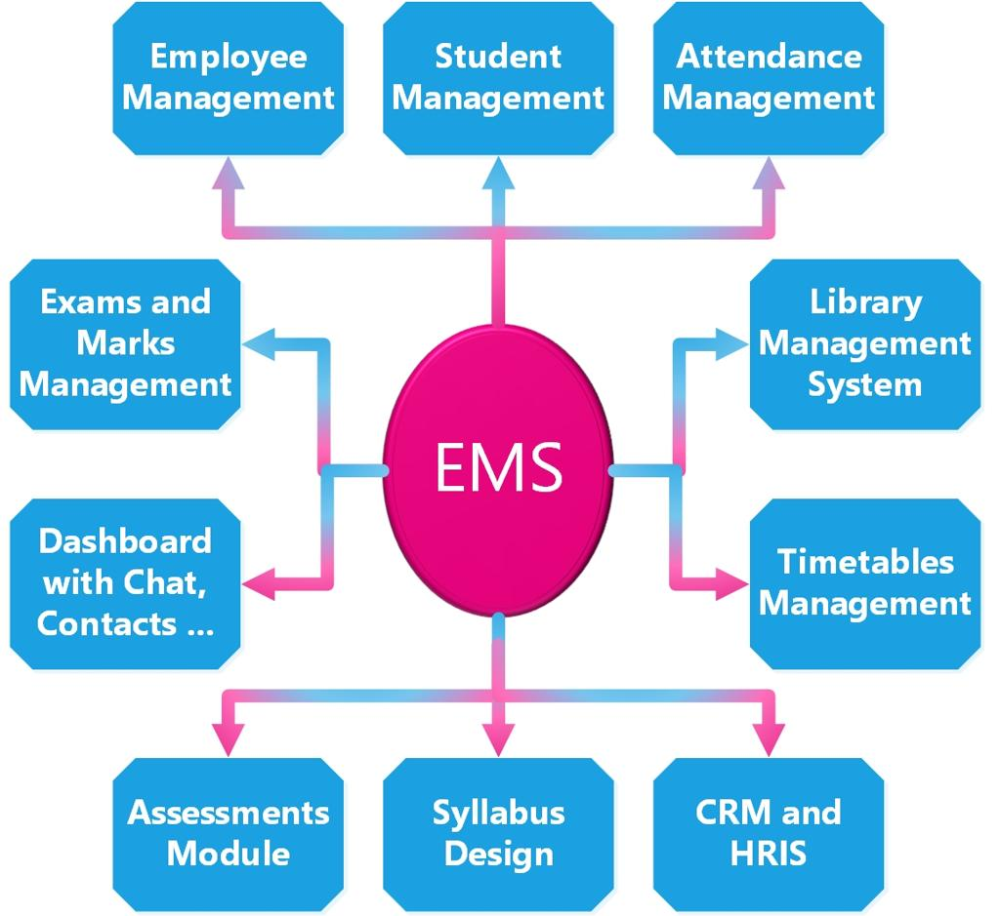 Employee
Management
Student
Management
Attendance
Management
Exams and
Marks
Management
Library
Management
System
EMS
Dashboard
with Chat,
Contacts ...
Timetables
Management
Assessments
Module
Syllabus
Design
CRM and
HRIS